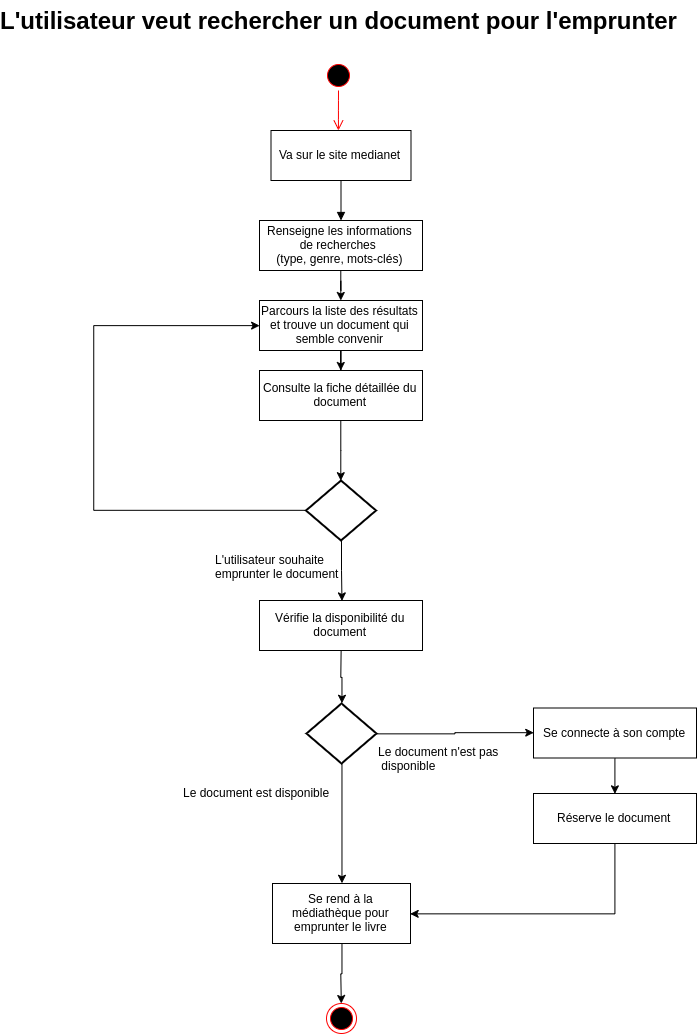 L'utilisateur veut rechercher un document pour l'emprunter
Va sur le site medianet
Renseigne les informations
de recherches
(type, genre, mots-clés)
Parcours la liste des résultats
et trouve un document qui
semble convenir
Consulte la fiche détaillée du
document
L'utilisateur souhaite
emprunter le document
Vérifie la disponibilité du
document
Se connecte à son compte
Le document n'est pas
disponible
Le document est disponible
Réserve le document
Se rend à la
médiathèque pour
emprunter le livre